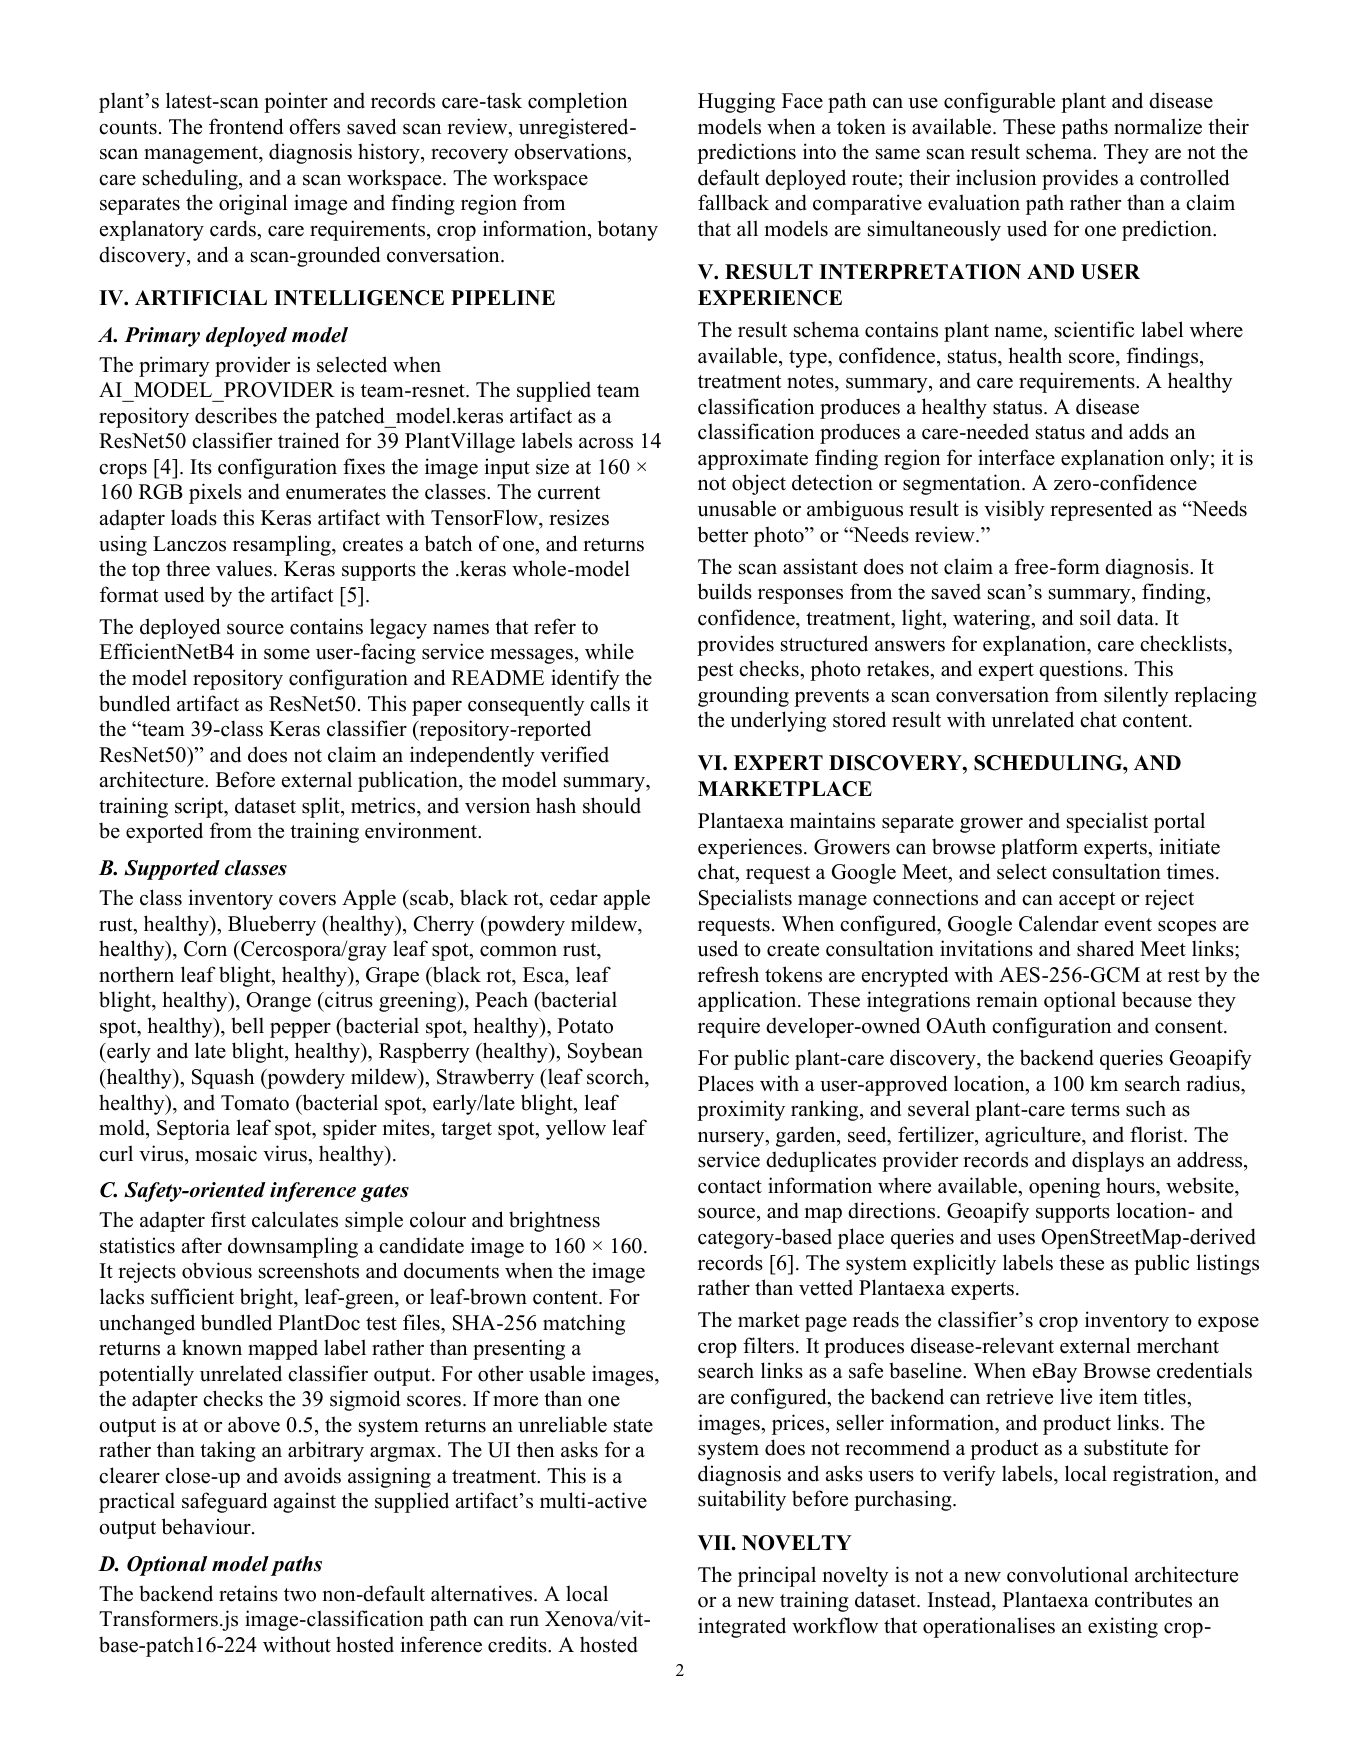 plant’s latest-scan pointer and records care-task completion
counts. The frontend offers saved scan review, unregistered-
scan management, diagnosis history, recovery observations,
care scheduling, and a scan workspace. The workspace
separates the original image and finding region from
explanatory cards, care requirements, crop information, botany
discovery, and a scan-grounded conversation.
IV. ARTIFICIAL INTELLIGENCE PIPELINE
A. Primary deployed model
The primary provider is selected when
AI_MODEL_PROVIDER is team-resnet. The supplied team
repository describes the patched_model.keras artifact as a
ResNet50 classifier trained for 39 PlantVillage labels across 14
crops [4]. Its configuration fixes the image input size at 160 ×
160 RGB pixels and enumerates the classes. The current
adapter loads this Keras artifact with TensorFlow, resizes
using Lanczos resampling, creates a batch of one, and returns
the top three values. Keras supports the .keras whole-model
format used by the artifact [5].
The deployed source contains legacy names that refer to
EfficientNetB4 in some user-facing service messages, while
the model repository configuration and README identify the
bundled artifact as ResNet50. This paper consequently calls it
the “team 39-class Keras classifier (repository-reported
ResNet50)” and does not claim an independently verified
architecture. Before external publication, the model summary,
training script, dataset split, metrics, and version hash should
be exported from the training environment.
B. Supported classes
The class inventory covers Apple (scab, black rot, cedar apple
rust, healthy), Blueberry (healthy), Cherry (powdery mildew,
healthy), Corn (Cercospora/gray leaf spot, common rust,
northern leaf blight, healthy), Grape (black rot, Esca, leaf
blight, healthy), Orange (citrus greening), Peach (bacterial
spot, healthy), bell pepper (bacterial spot, healthy), Potato
(early and late blight, healthy), Raspberry (healthy), Soybean
(healthy), Squash (powdery mildew), Strawberry (leaf scorch,
healthy), and Tomato (bacterial spot, early/late blight, leaf
mold, Septoria leaf spot, spider mites, target spot, yellow leaf
curl virus, mosaic virus, healthy).
C. Safety-oriented inference gates
The adapter first calculates simple colour and brightness
statistics after downsampling a candidate image to 160 × 160.
It rejects obvious screenshots and documents when the image
lacks sufficient bright, leaf-green, or leaf-brown content. For
unchanged bundled PlantDoc test files, SHA-256 matching
returns a known mapped label rather than presenting a
potentially unrelated classifier output. For other usable images,
the adapter checks the 39 sigmoid scores. If more than one
output is at or above 0.5, the system returns an unreliable state
rather than taking an arbitrary argmax. The UI then asks for a
clearer close-up and avoids assigning a treatment. This is a
practical safeguard against the supplied artifact’s multi-active
output behaviour.
D. Optional model paths
The backend retains two non-default alternatives. A local
Transformers.js image-classification path can run Xenova/vit-
base-patch16-224 without hosted inference credits. A hosted
Hugging Face path can use configurable plant and disease
models when a token is available. These paths normalize their
predictions into the same scan result schema. They are not the
default deployed route; their inclusion provides a controlled
fallback and comparative evaluation path rather than a claim
that all models are simultaneously used for one prediction.
V. RESULT INTERPRETATION AND USER
EXPERIENCE
The result schema contains plant name, scientific label where
available, type, confidence, status, health score, findings,
treatment notes, summary, and care requirements. A healthy
classification produces a healthy status. A disease
classification produces a care-needed status and adds an
approximate finding region for interface explanation only; it is
not object detection or segmentation. A zero-confidence
unusable or ambiguous result is visibly represented as “Needs
better photo” or “Needs review.”
The scan assistant does not claim a free-form diagnosis. It
builds responses from the saved scan’s summary, finding,
confidence, treatment, light, watering, and soil data. It
provides structured answers for explanation, care checklists,
pest checks, photo retakes, and expert questions. This
grounding prevents a scan conversation from silently replacing
the underlying stored result with unrelated chat content.
VI. EXPERT DISCOVERY, SCHEDULING, AND
MARKETPLACE
Plantaexa maintains separate grower and specialist portal
experiences. Growers can browse platform experts, initiate
chat, request a Google Meet, and select consultation times.
Specialists manage connections and can accept or reject
requests. When configured, Google Calendar event scopes are
used to create consultation invitations and shared Meet links;
refresh tokens are encrypted with AES-256-GCM at rest by the
application. These integrations remain optional because they
require developer-owned OAuth configuration and consent.
For public plant-care discovery, the backend queries Geoapify
Places with a user-approved location, a 100 km search radius,
proximity ranking, and several plant-care terms such as
nursery, garden, seed, fertilizer, agriculture, and florist. The
service deduplicates provider records and displays an address,
contact information where available, opening hours, website,
source, and map directions. Geoapify supports location- and
category-based place queries and uses OpenStreetMap-derived
records [6]. The system explicitly labels these as public listings
rather than vetted Plantaexa experts.
The market page reads the classifier’s crop inventory to expose
crop filters. It produces disease-relevant external merchant
search links as a safe baseline. When eBay Browse credentials
are configured, the backend can retrieve live item titles,
images, prices, seller information, and product links. The
system does not recommend a product as a substitute for
diagnosis and asks users to verify labels, local registration, and
suitability before purchasing.
VII. NOVELTY
The principal novelty is not a new convolutional architecture
or a new training dataset. Instead, Plantaexa contributes an
integrated workflow that operationalises an existing crop-
2